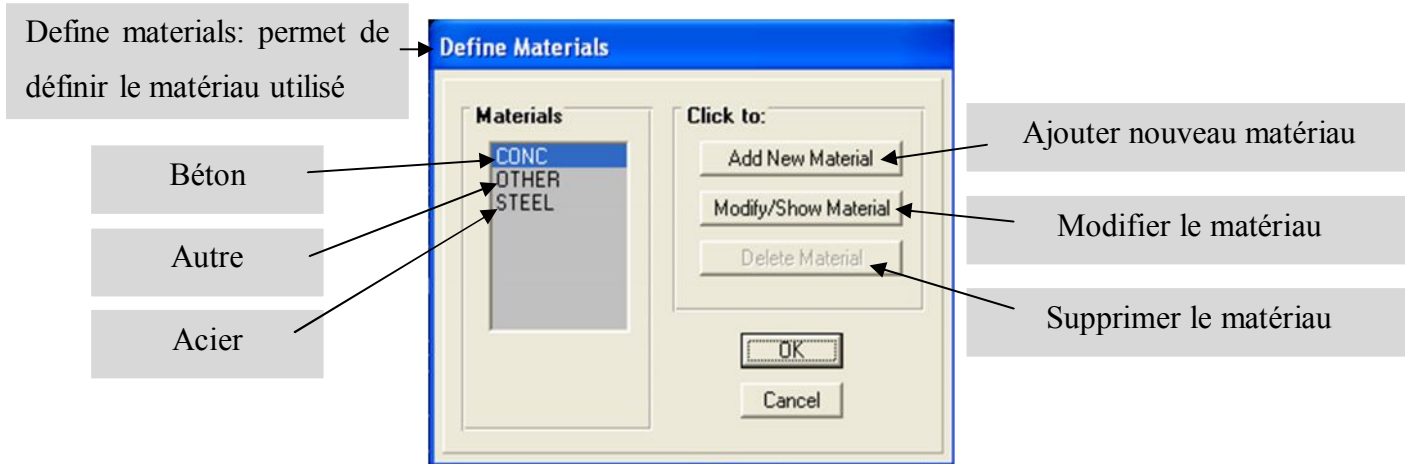 Define materials: permet de
définir le matériau utilisé
Define Materials
Materials
Click to:
CONC
OTHER
STEEL
Add New Material
Modify/Show Material
Delete Material
OK
Cancel
Béton
Autre
Acier
Ajouter nouveau matériau
Modifier le matériau
Supprimer le matériau